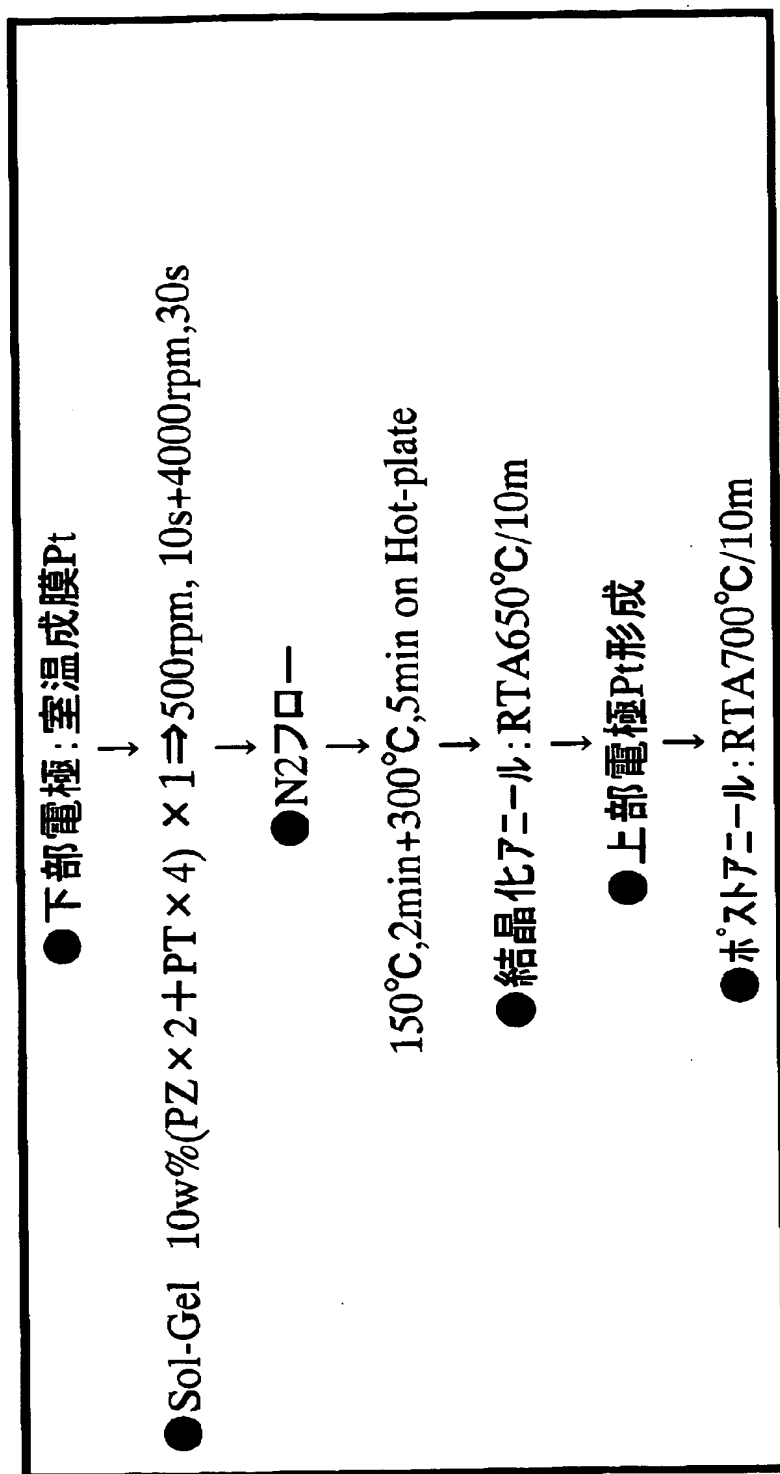 ●下部電極:室温成膜Pt
↓
●Sol-Gel 10w%(PZ×2+PT×4)×1⇒500rpm, 10s+4000rpm,30s
↓
●N2フロー
↓
150℃,2min+300℃,5min on Hot-plate
↓
●結晶化アニール:RTA650℃/10m
↓
●上部電極Pt形成
↓
●ポストアニール:RTA700℃/10m